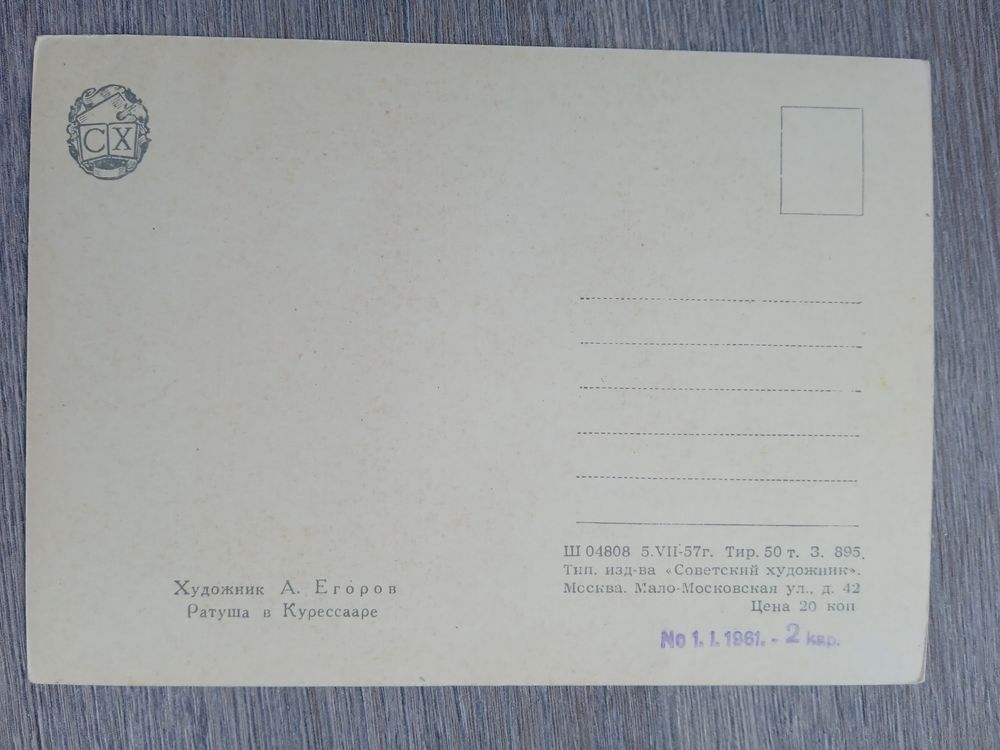 СХ
Художник А. Егоров
Ратуша в Курессааре
Ш 04808 5.VII-57г. Тир. 50 т. З. 895.
Тип. изд-ва «Советский художник».
Москва. Мало-Московская ул., д. 42
Цена 20 коп
No 1. I. 1961. - 2 kap.